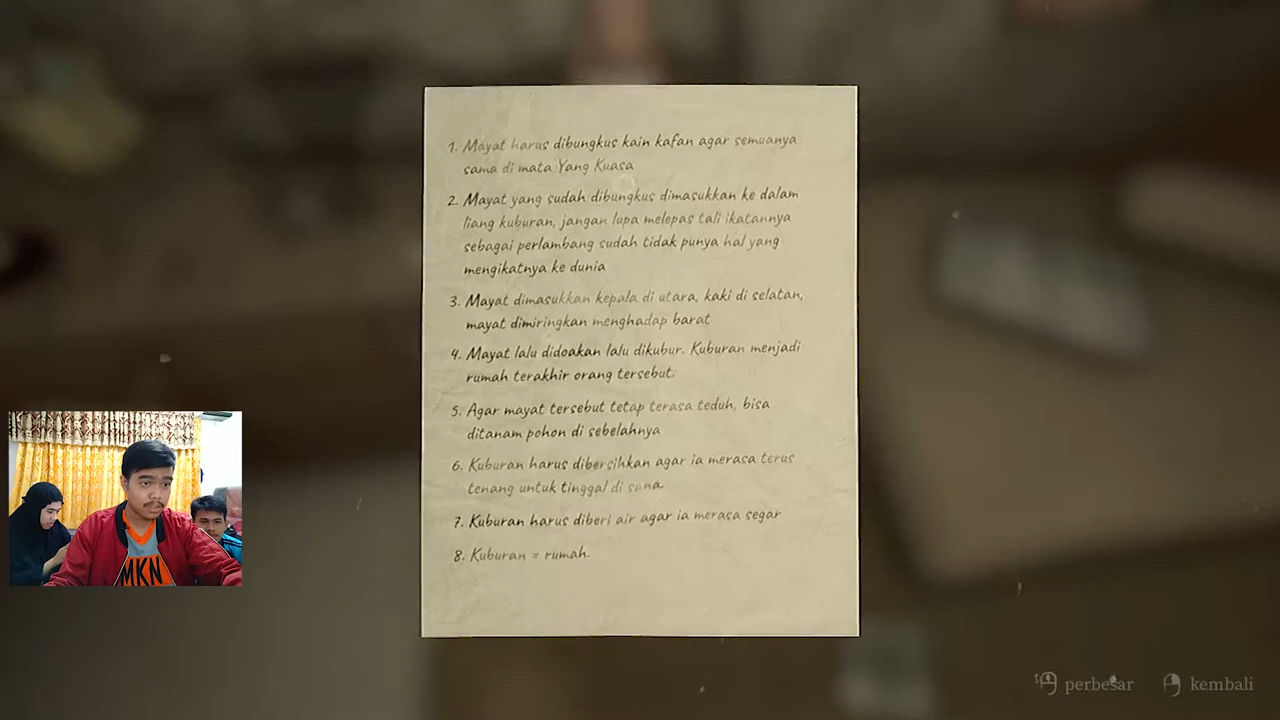 1. Mayat harus dibungkus kain kafan agar semuanya
sama di mata Yang Kuasa
2. Mayat yang sudah dibungkus dimasukkan ke dalam
liang kuburan, jangan lupa melepas tali ikatannya
sebagai perlambang sudah tidak punya hal yang
mengikatnya ke dunia
3. Mayat dimasukkan kepala di utara, kaki di selatan,
mayat dimiringkan menghadap barat
4. Mayat lalu didoakan lalu dikubur. Kuburan menjadi
rumah terakhir orang tersebut.
5. Agar mayat tersebut tetap terasa teduh, bisa
ditanam pohon di sebelahnya
6. Kuburan harus dibersihkan agar ia merasa terus
tenang untuk tinggal di sana.
7. Kuburan harus diberi air agar ia merasa segar
8. Kuburan = rumah.
MKN
perbesar
kembali